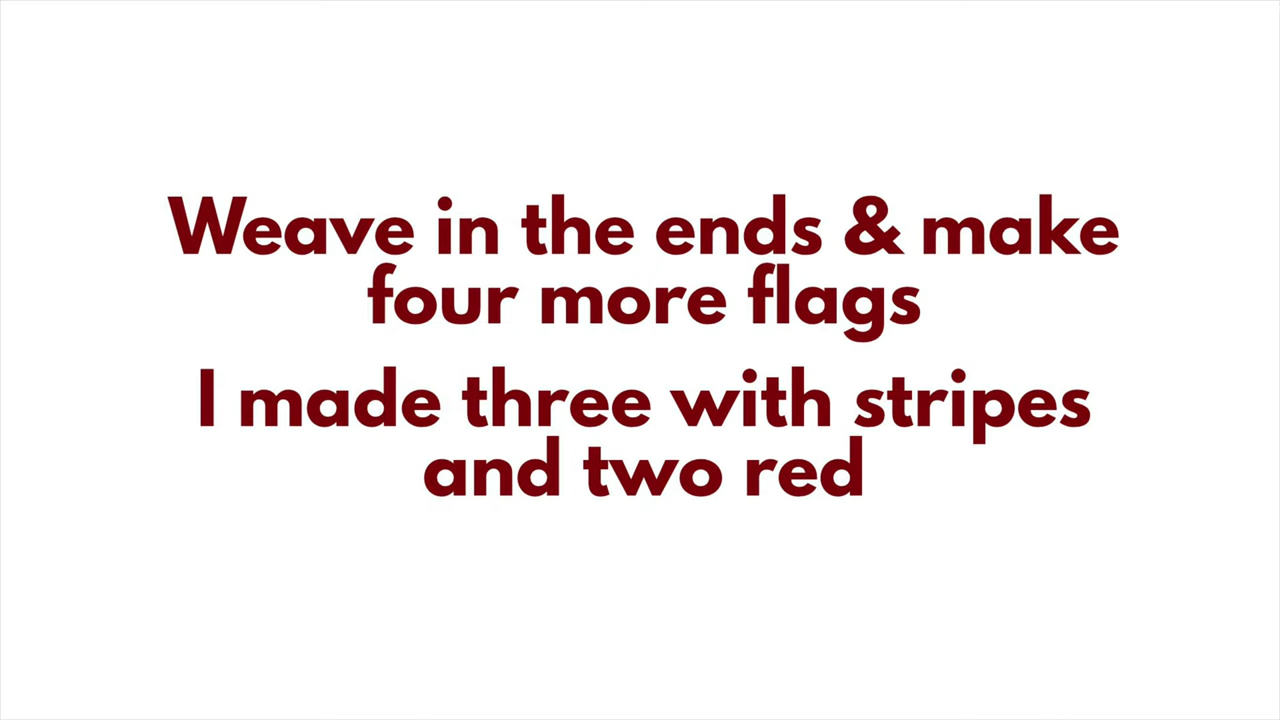 Weave in the ends & make
four more flags
I made three with stripes
and two red